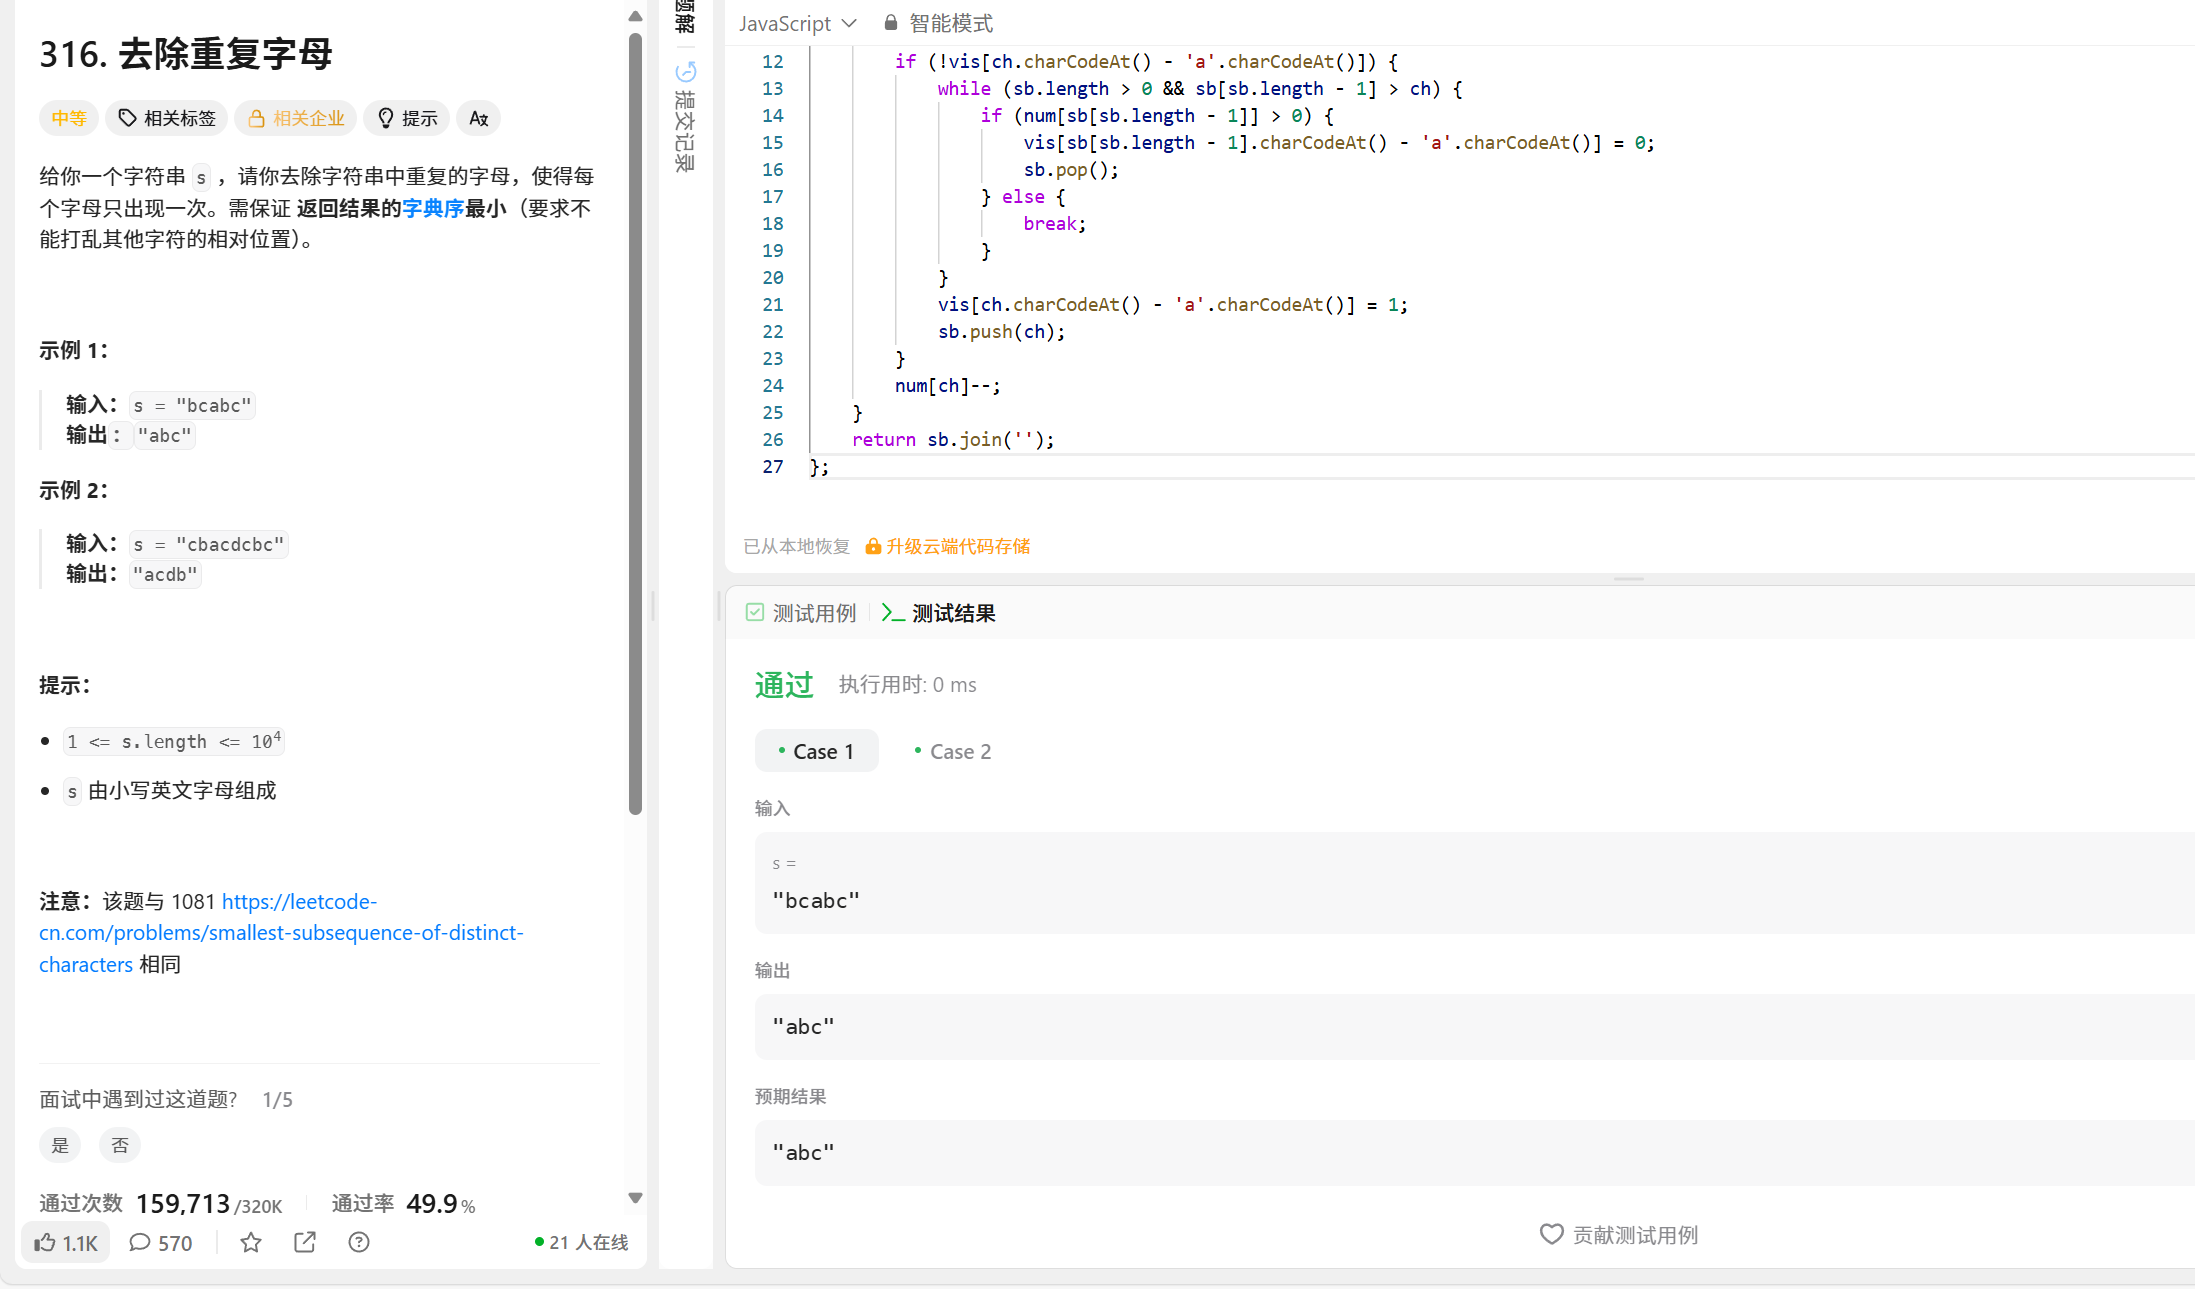 316. 去除重复字母
中等 相关标签 相关企业 提示
给你一个字符串 s ，请你去除字符串中重复的字母，使得每
个字母只出现一次。需保证 返回结果的字典序最小（要求不
能打乱其他字符的相对位置）。
示例 1：
输入：s = "bcabc"
输出："abc"
示例 2：
输入：s = "cbacdcbc"
输出："acdb"
提示：
1 <= s.length <= 10⁴
s 由小写英文字母组成
注意：该题与 1081 https://leetcode-
cn.com/problems/smallest-subsequence-of-distinct-
characters 相同
面试中遇到过这道题? 1/5
是 否
通过次数 159,713/320K 通过率 49.9%
1.1K 570 21 人在线
题解
提交记录
JavaScript 智能模式
12 if (!vis[ch.charCodeAt() - 'a'.charCodeAt()]) {
13 while (sb.length > 0 && sb[sb.length - 1] > ch) {
14 if (num[sb[sb.length - 1]] > 0) {
15 vis[sb[sb.length - 1].charCodeAt() - 'a'.charCodeAt()] = 0;
16 sb.pop();
17 } else {
18 break;
19 }
20 }
21 vis[ch.charCodeAt() - 'a'.charCodeAt()] = 1;
22 sb.push(ch);
23 }
24 num[ch]--;
25 }
26 return sb.join('');
27 };
已从本地恢复 升级云端代码存储
测试用例 测试结果
通过 执行用时: 0 ms
Case 1 Case 2
输入
s =
"bcabc"
输出
"abc"
预期结果
"abc"
贡献测试用例